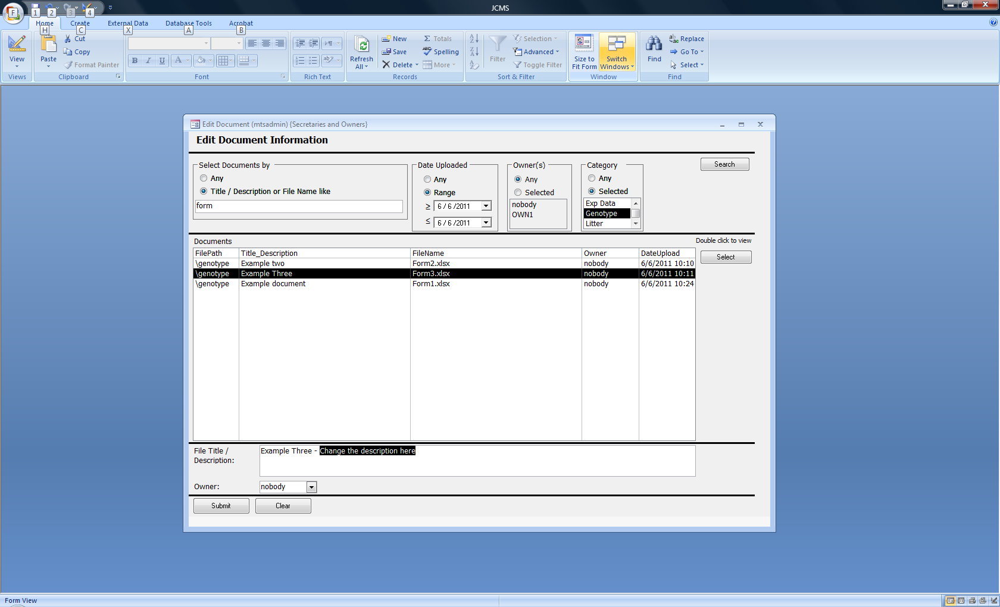 JCMS
F
1
2
3
4
Home
Create
External Data
Database Tools
Acrobat
H
C
X
A
B
View
Views
Paste
Cut
Copy
Format Painter
Clipboard
B I U A
Font
Rich Text
Refresh All
New
Save
Delete
Σ Totals
Spelling
More
Records
Filter
Selection
Advanced
Toggle Filter
Sort & Filter
Size to Fit Form
Switch Windows
Window
Find
Replace
Go To
Select
Find
Edit Document (mtsadmin) {Secretaries and Owners}
Edit Document Information
Select Documents by
Any
Title / Description or File Name like
form
Date Uploaded
Any
Range
≥ 6 / 6 /2011
≤ 6 / 6 /2011
Owner(s)
Any
Selected
nobody
OWN1
Category
Any
Selected
Exp Data
Genotype
Litter
Search
Documents
Double click to view
FilePath Title_Description FileName Owner DateUpload
\genotype Example two Form2.xlsx nobody 6/6/2011 10:10
\genotype Example Three Form3.xlsx nobody 6/6/2011 10:11
\genotype Example document Form1.xlsx nobody 6/6/2011 10:24
Select
File Title /
Description:
Example Three - Change the description here
Owner:
nobody
Submit
Clear
Form View